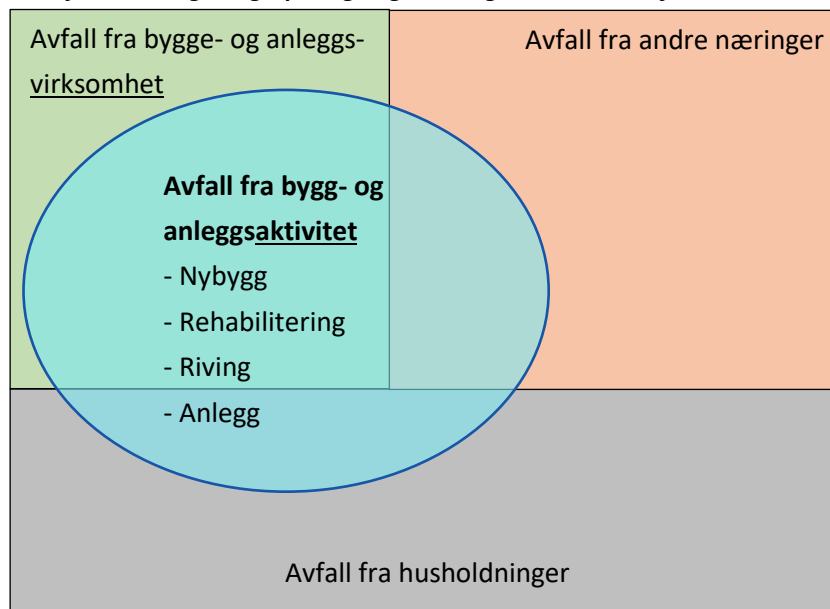 Avfall fra bygge- og anleggs-
virksomhet
Avfall fra andre næringer
Avfall fra bygg- og
anleggsaktivitet
- Nybygg
- Rehabilitering
- Riving
- Anlegg
Avfall fra husholdninger